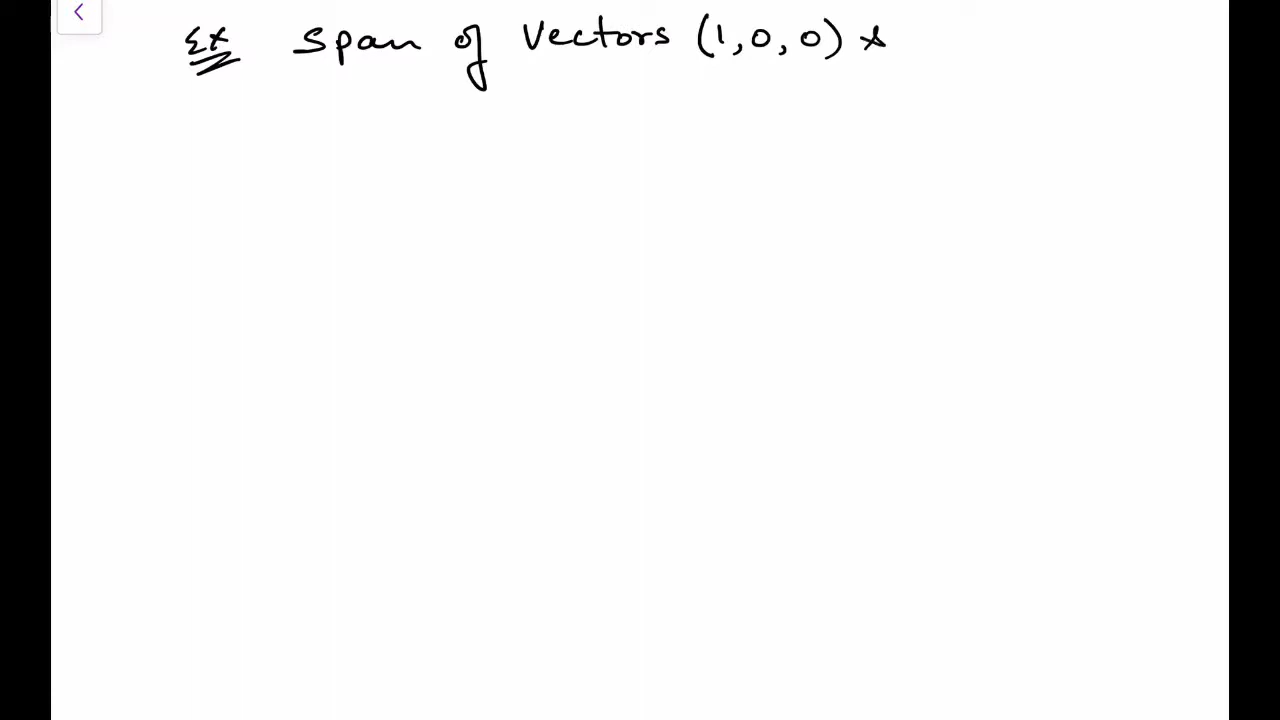 Ex Span of Vectors (1,0,0)